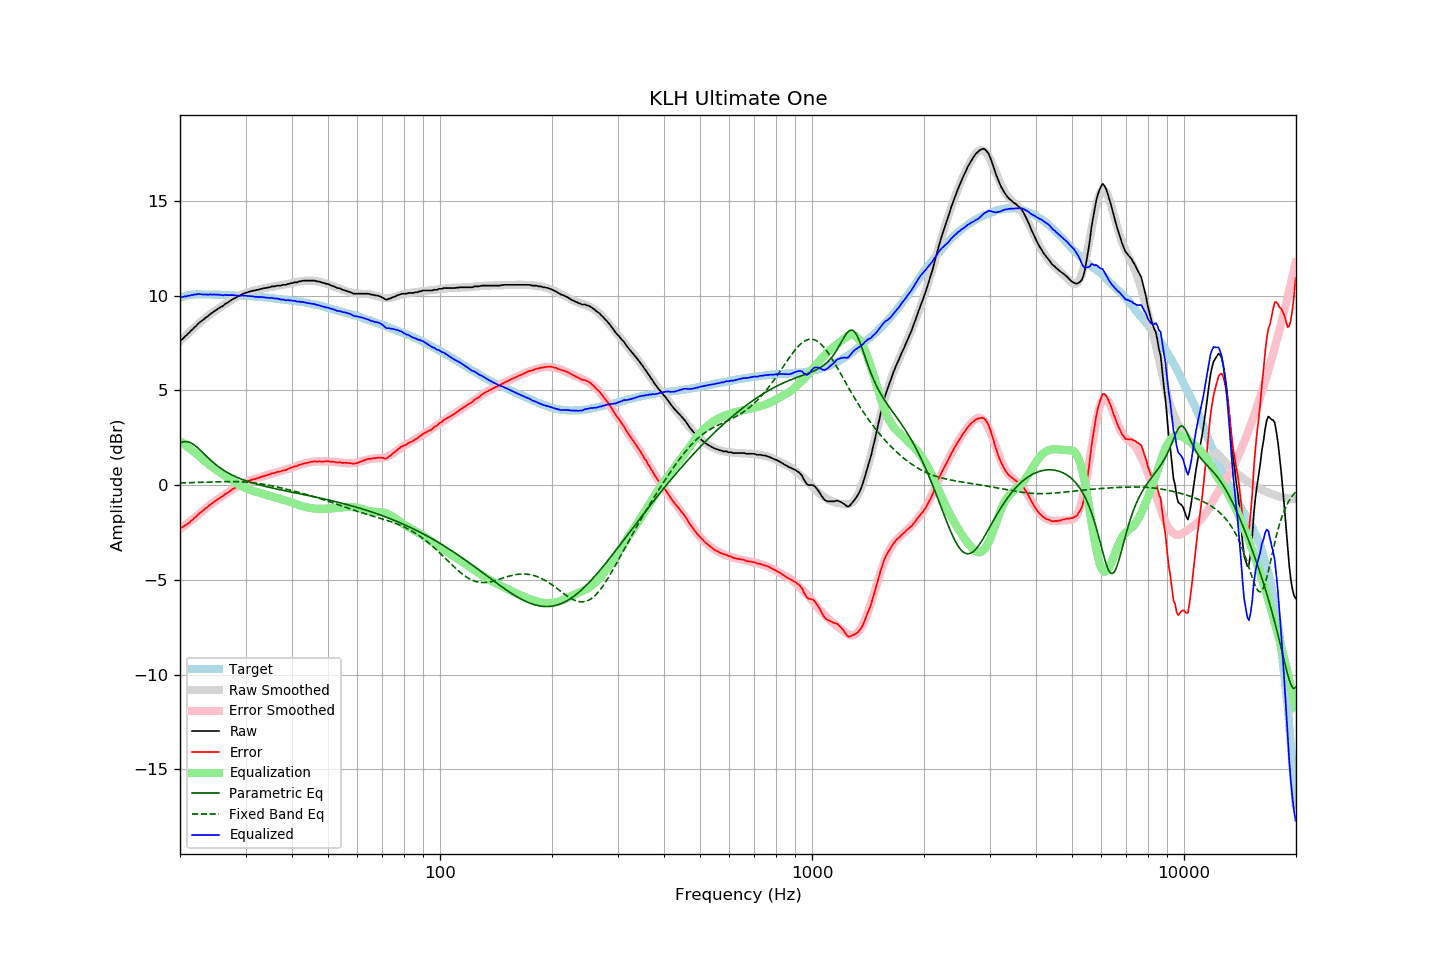 KLH Ultimate One
Amplitude (dBr)
15
10
5
0
−5
−10
−15
Target
Raw Smoothed
Error Smoothed
Raw
Error
Equalization
Parametric Eq
Fixed Band Eq
Equalized
100
1000
10000
Frequency (Hz)